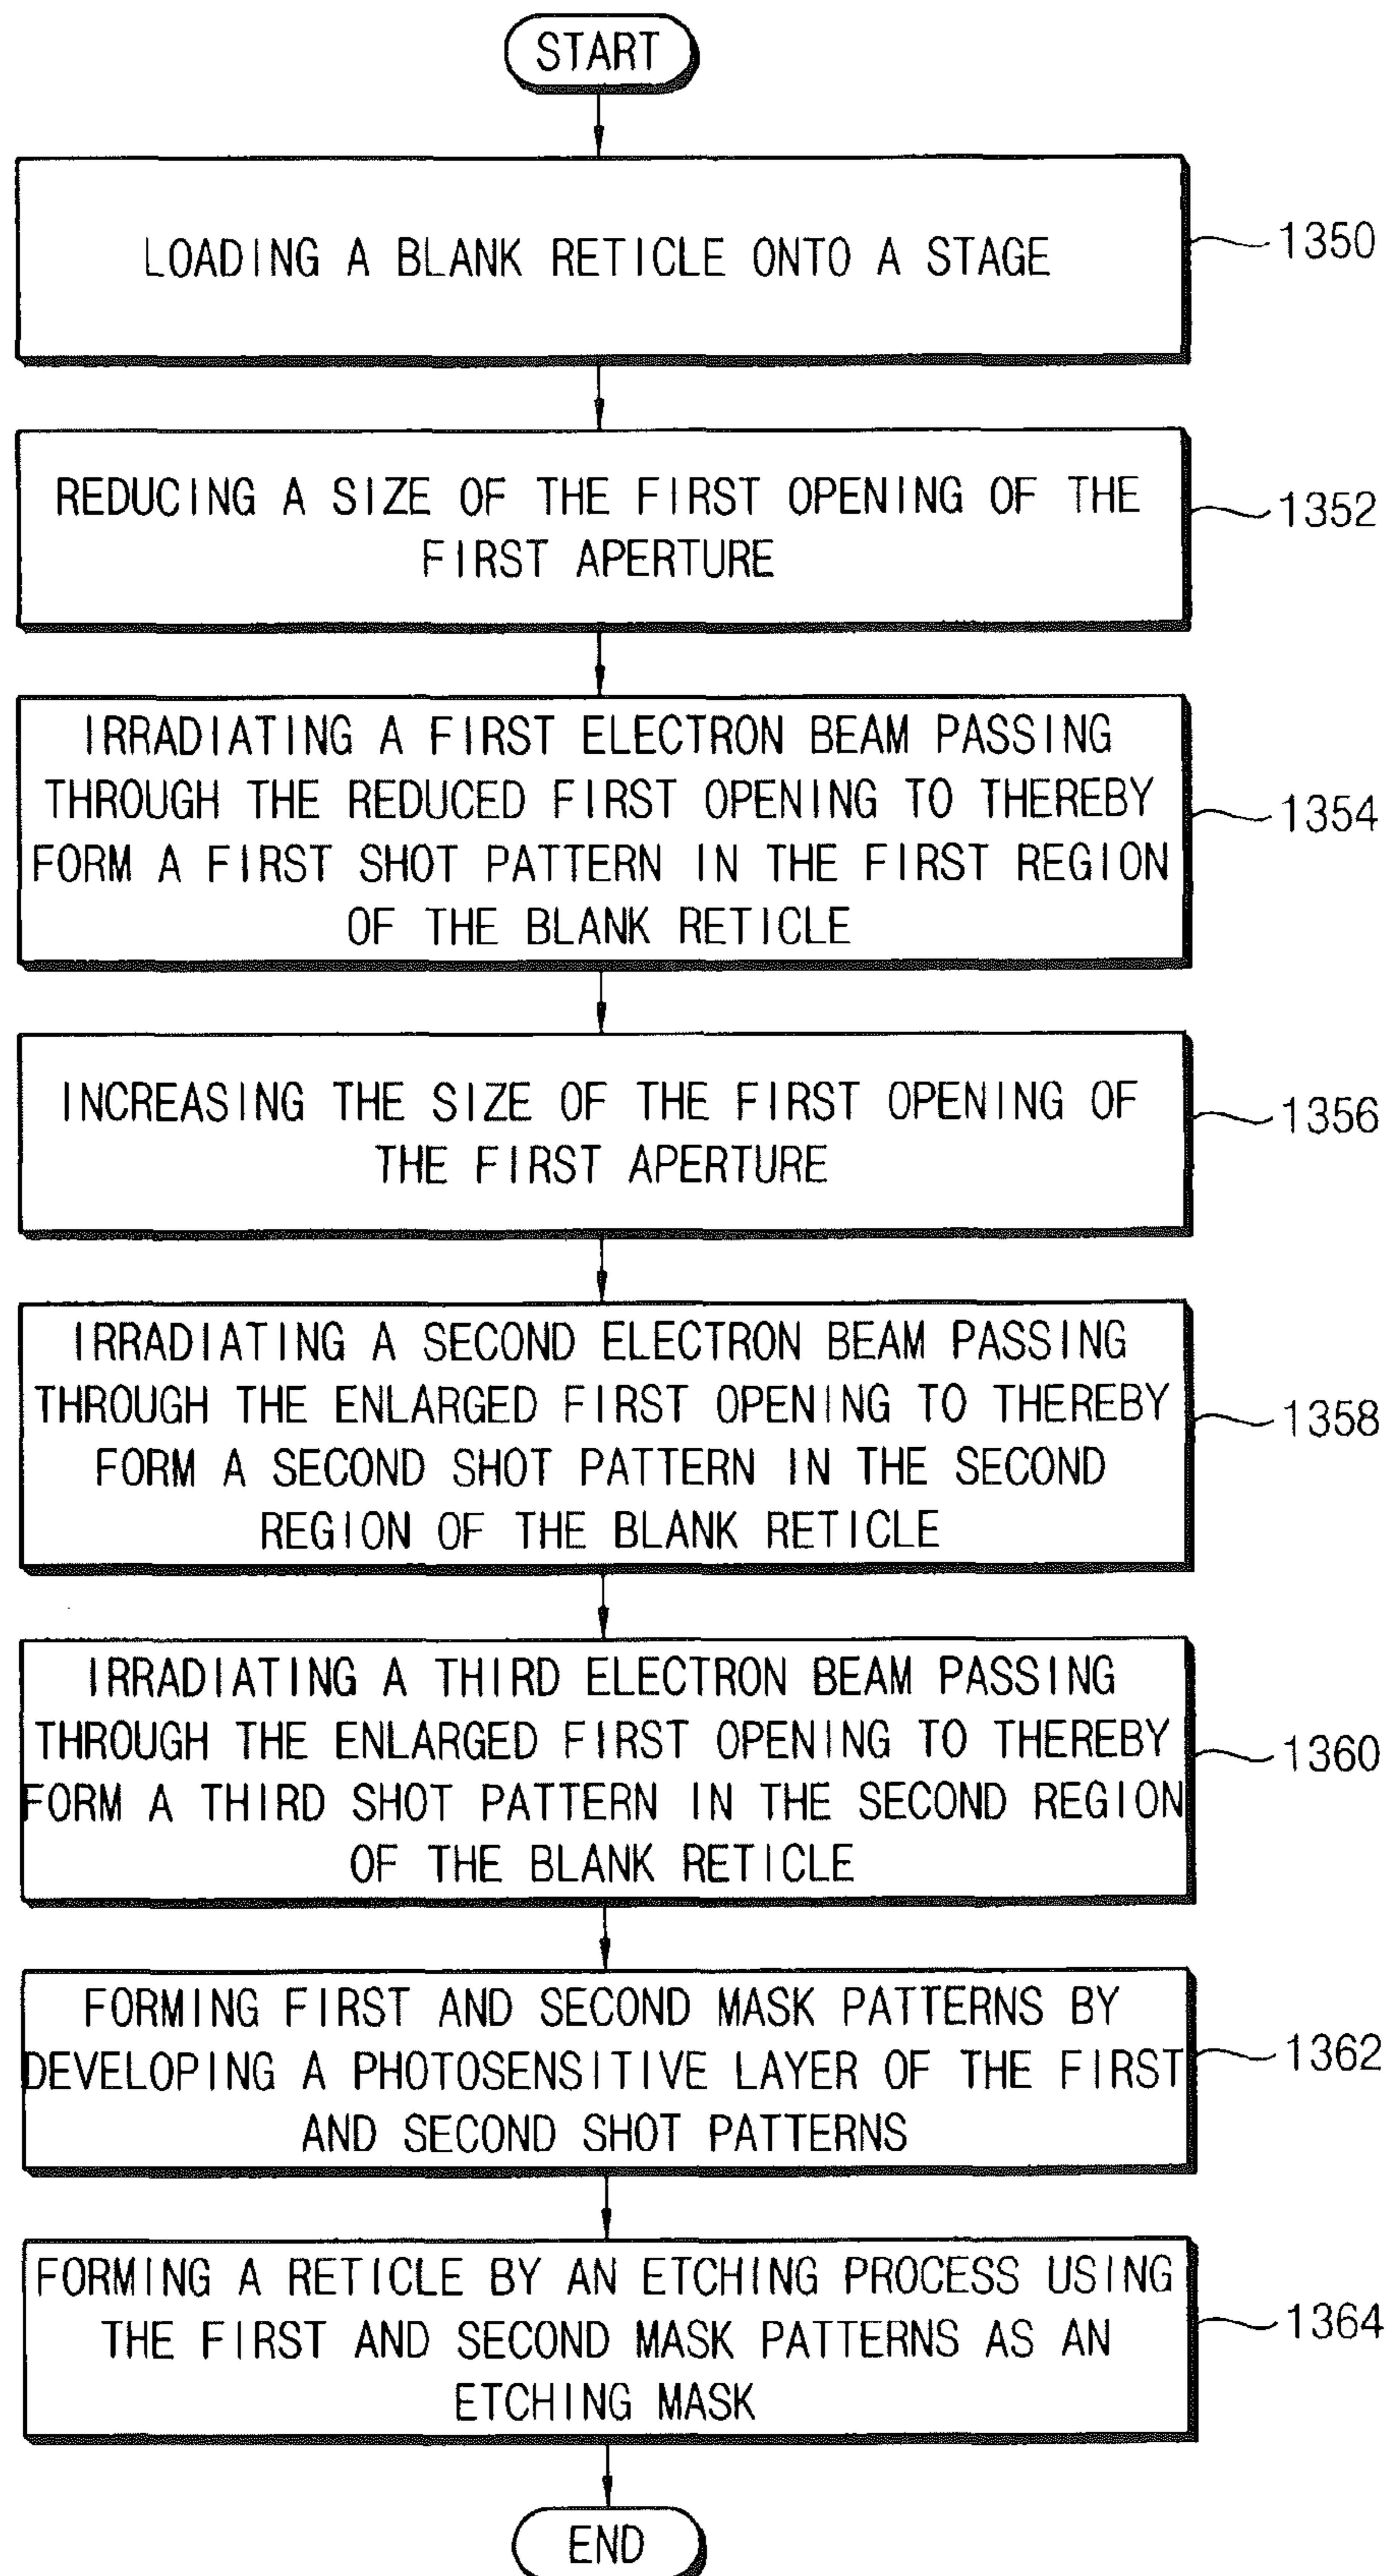 START
LOADING A BLANK RETICLE ONTO A STAGE
1350
REDUCING A SIZE OF THE FIRST OPENING OF THE
FIRST APERTURE
1352
IRRADIATING A FIRST ELECTRON BEAM PASSING
THROUGH THE REDUCED FIRST OPENING TO THEREBY
FORM A FIRST SHOT PATTERN IN THE FIRST REGION
OF THE BLANK RETICLE
1354
INCREASING THE SIZE OF THE FIRST OPENING OF
THE FIRST APERTURE
1356
IRRADIATING A SECOND ELECTRON BEAM PASSING
THROUGH THE ENLARGED FIRST OPENING TO THEREBY
FORM A SECOND SHOT PATTERN IN THE SECOND
REGION OF THE BLANK RETICLE
1358
IRRADIATING A THIRD ELECTRON BEAM PASSING
THROUGH THE ENLARGED FIRST OPENING TO THEREBY
FORM A THIRD SHOT PATTERN IN THE SECOND REGION
OF THE BLANK RETICLE
1360
FORMING FIRST AND SECOND MASK PATTERNS BY
DEVELOPING A PHOTOSENSITIVE LAYER OF THE FIRST
AND SECOND SHOT PATTERNS
1362
FORMING A RETICLE BY AN ETCHING PROCESS USING
THE FIRST AND SECOND MASK PATTERNS AS AN
ETCHING MASK
1364
END